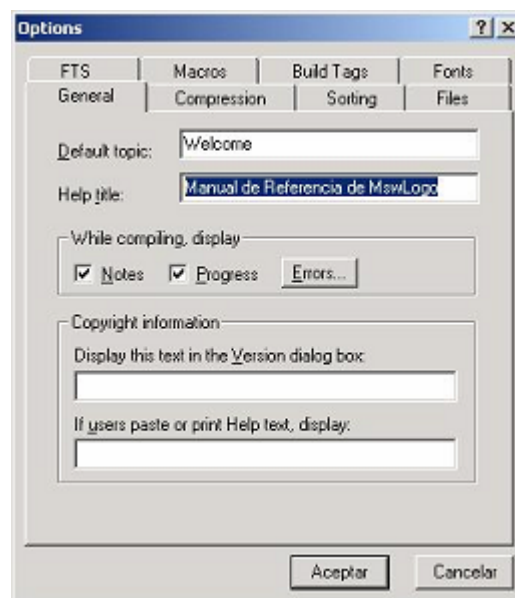 Options
FTS Macros Build Tags Fonts
General Compression Sorting Files
Default topic: Welcome
Help title: Manual de Referencia de MswLogo
While compiling, display
Notes Progress Errors...
Copyright information
Display this text in the Version dialog box:
If users paste or print Help text, display:
Aceptar Cancelar